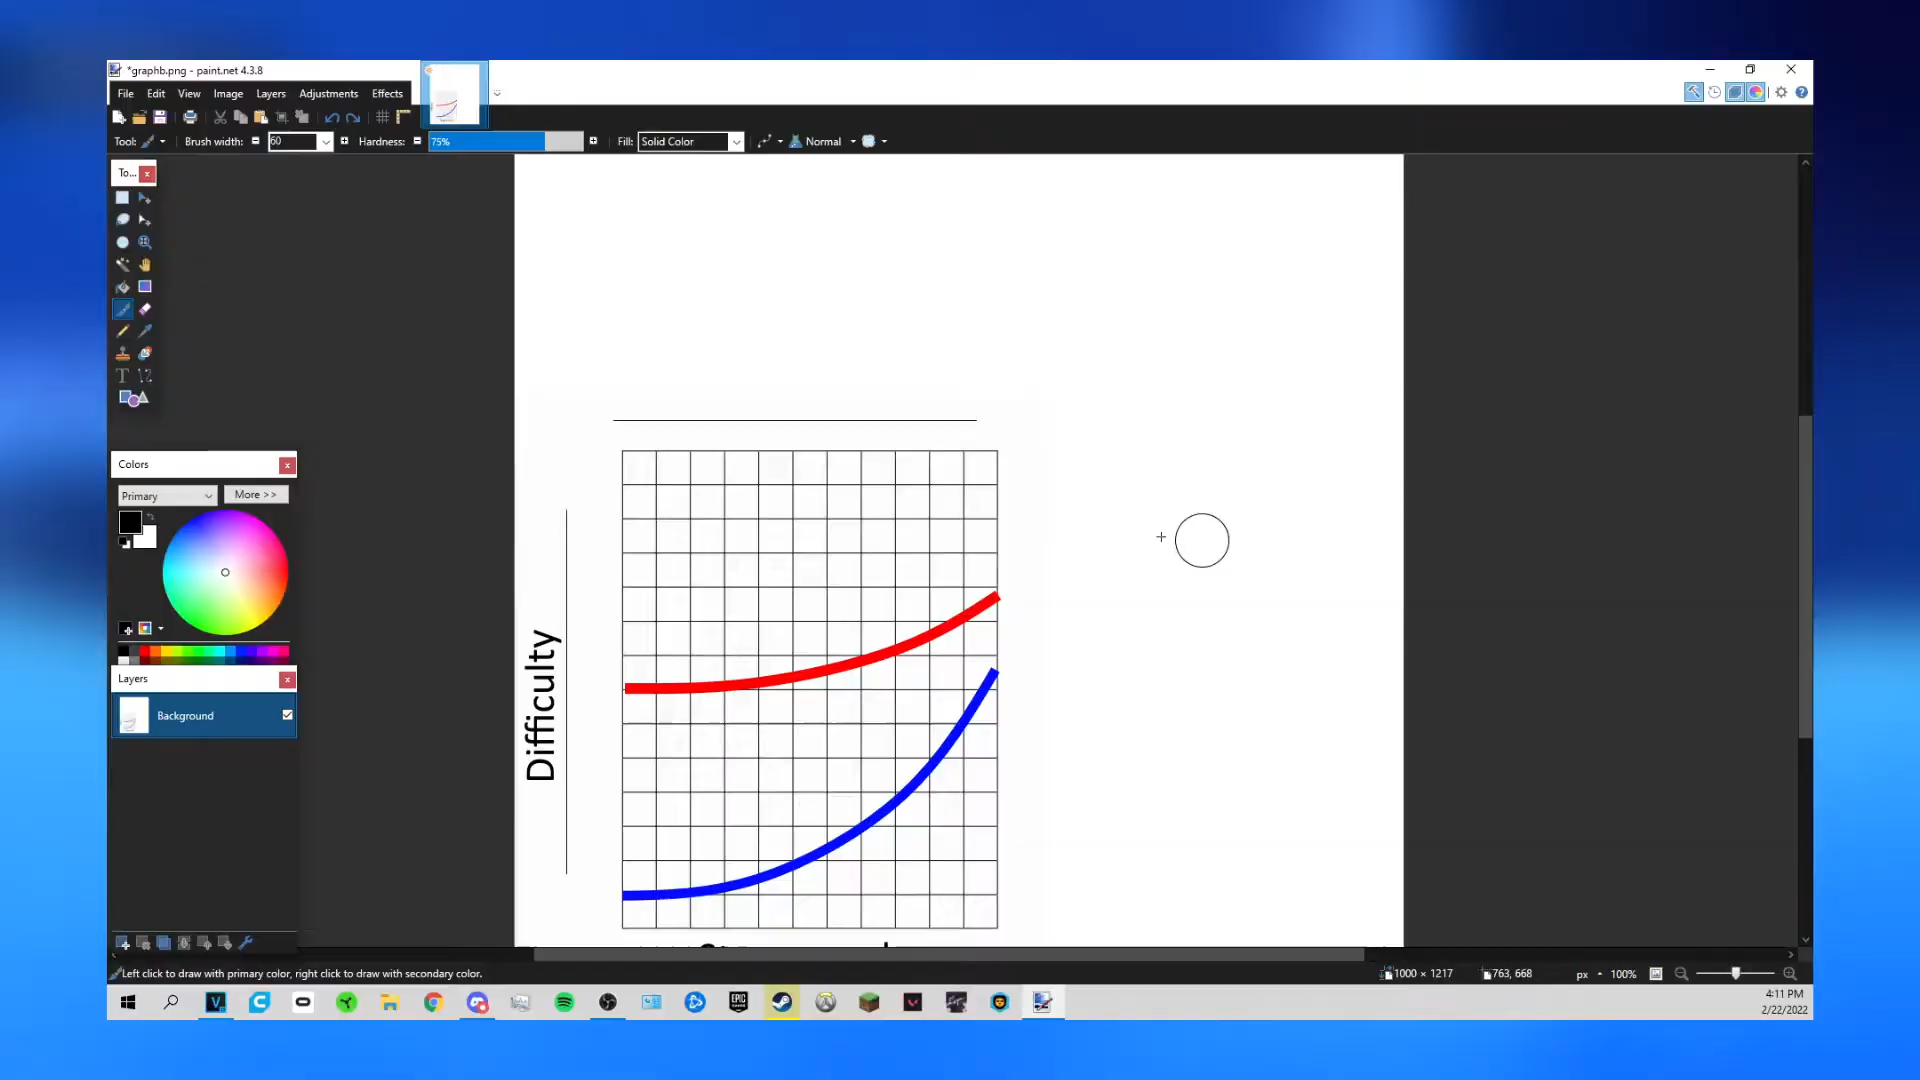 *graphb.png - paint.net 4.3.8
File Edit View Image Layers Adjustments Effects
Tool: Brush width: 60 Hardness: 75% Fill: Solid Color Normal
To...
Colors
Primary More >>
Layers
Background
Difficulty
Left click to draw with primary color, right click to draw with secondary color.
1000 × 1217 763, 668 px 100%
EPIC
4:11 PM
2/22/2022